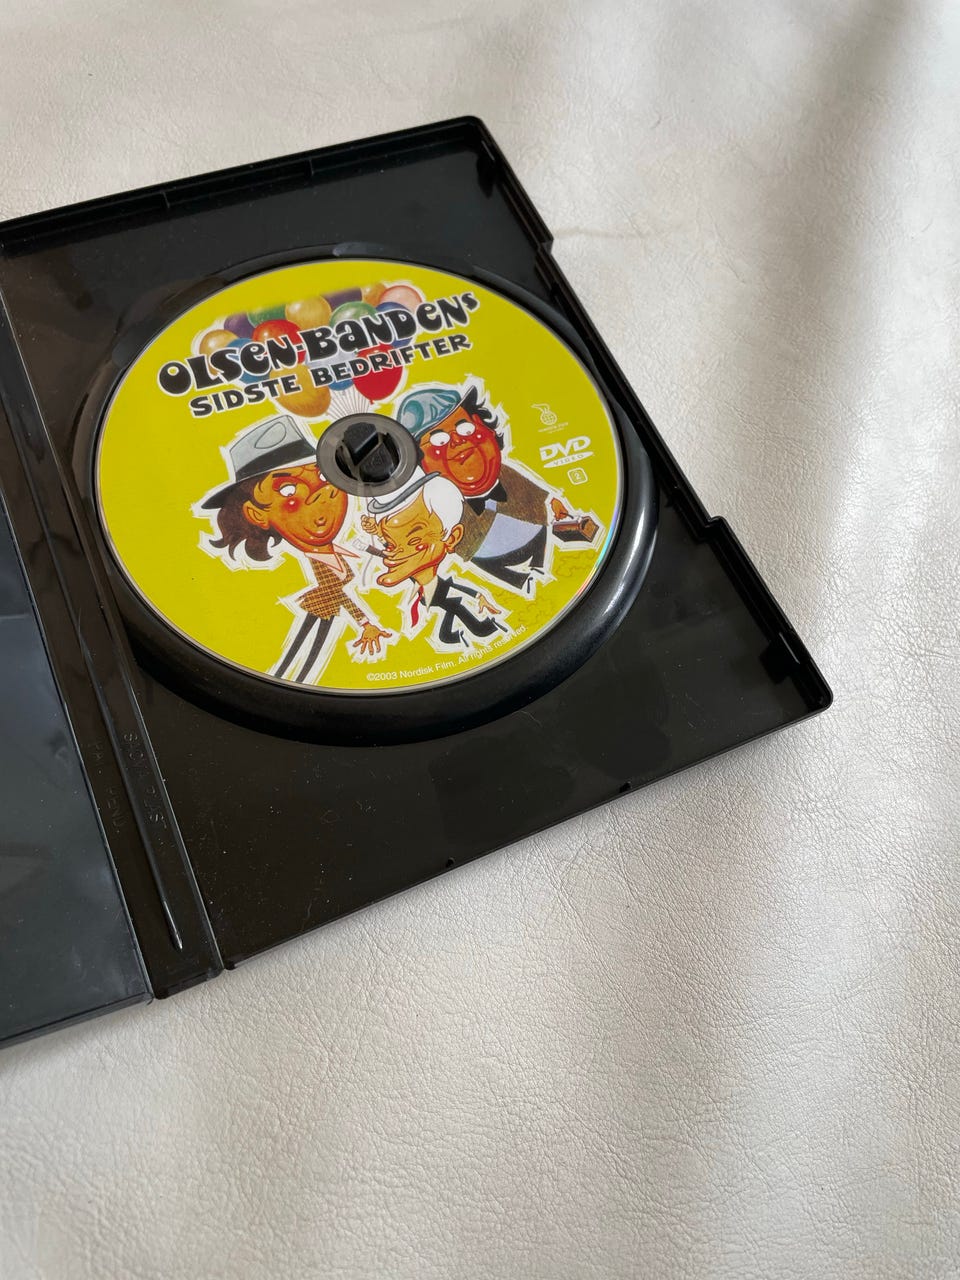 OLSEN-BANDENs
SIDSTE BEDRIFTER
DVD
VIDEO
2
©2003 Nordisk Film. All rights reserved.